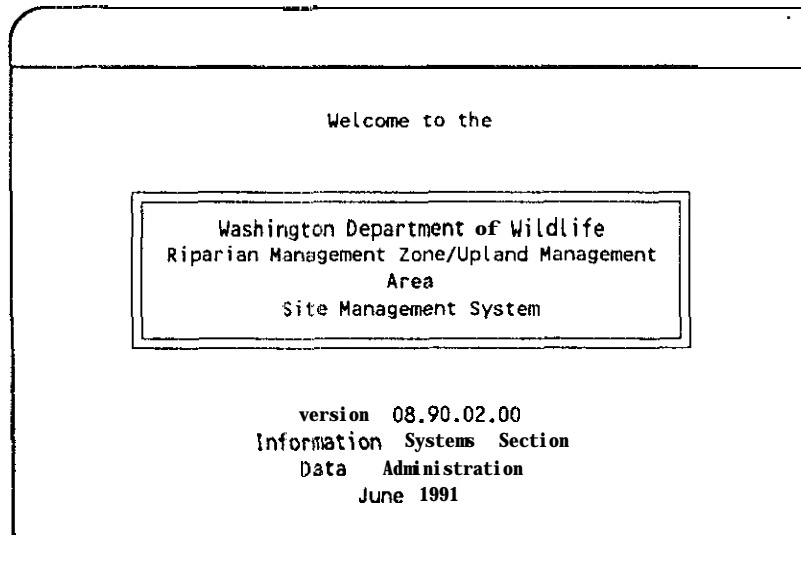 Welcome to the
Washington Department of Wildlife
Riparian Management Zone/Upland Management
Area
Site Management System
version 08.90.02.00
Information Systems Section
Data Administration
June 1991